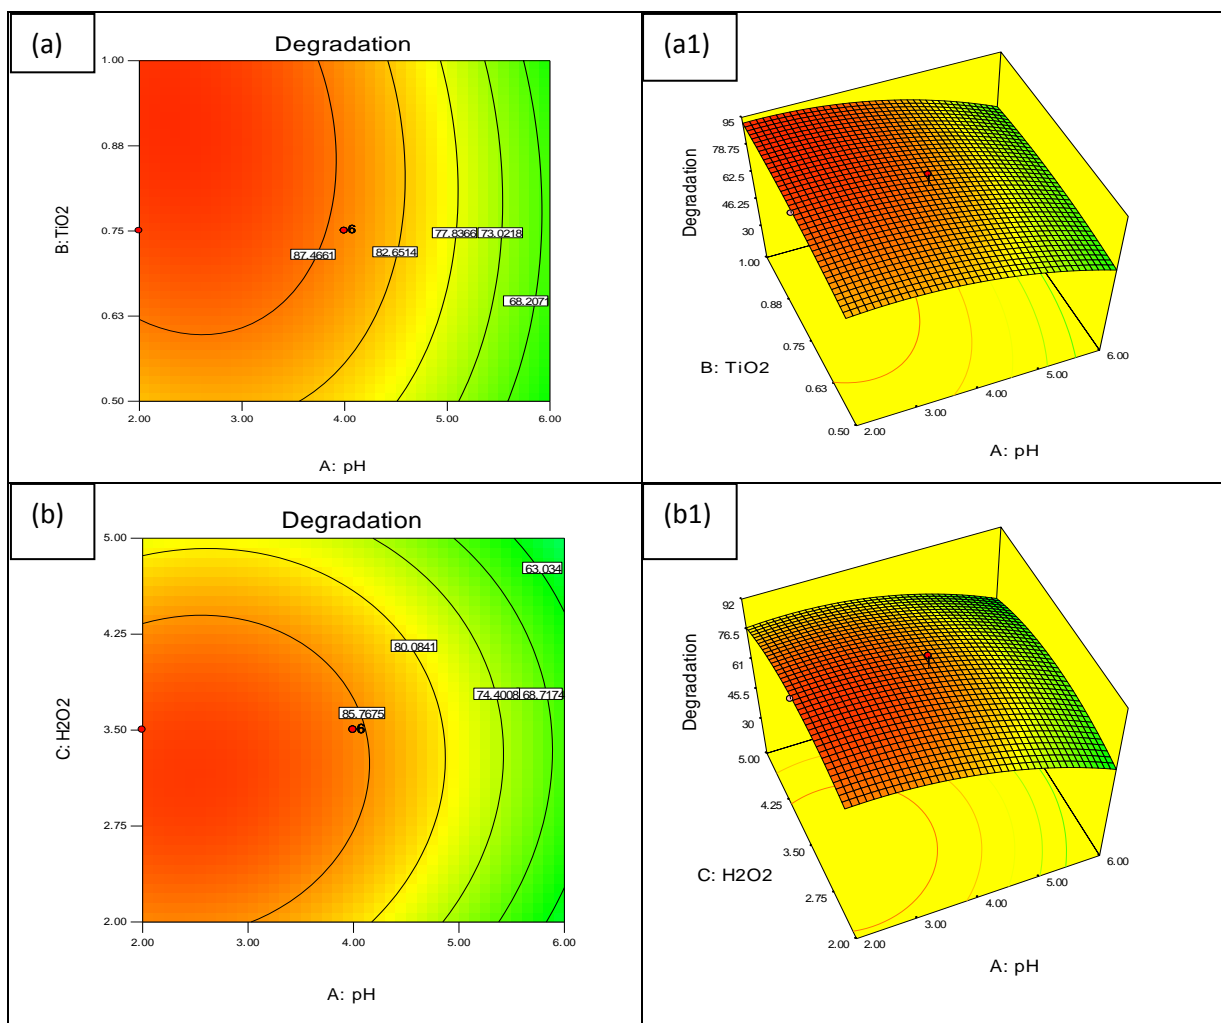 (a)
Degradation
1.00
0.88
0.75
0.63
0.50
B: TiO2
6
87.4661
82.6514
77.8366
73.0218
68.2071
2.00 3.00 4.00 5.00 6.00
A: pH
(a1)
95
78.75
62.5
46.25
30
Degradation
1.00
0.88
0.75
0.63
0.50
B: TiO2
2.00
3.00
4.00
5.00
6.00
A: pH
(b)
Degradation
5.00
4.25
3.50
2.75
2.00
C: H2O2
63.034
80.0841
74.4008
68.7174
85.7675
6
2.00 3.00 4.00 5.00 6.00
A: pH
(b1)
92
76.5
61
45.5
30
Degradation
5.00
4.25
3.50
2.75
2.00
C: H2O2
2.00
3.00
4.00
5.00
6.00
A: pH